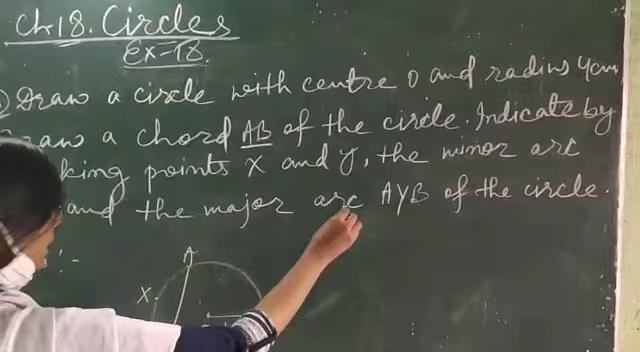 Ch 18. Circles
Ex-18.
Draw a circle with centre O and radius 4cm
Draw a chord AB of the circle. Indicate by
king points X and Y, the minor arc
and the major arc AYB of the circle.
:-
A
X